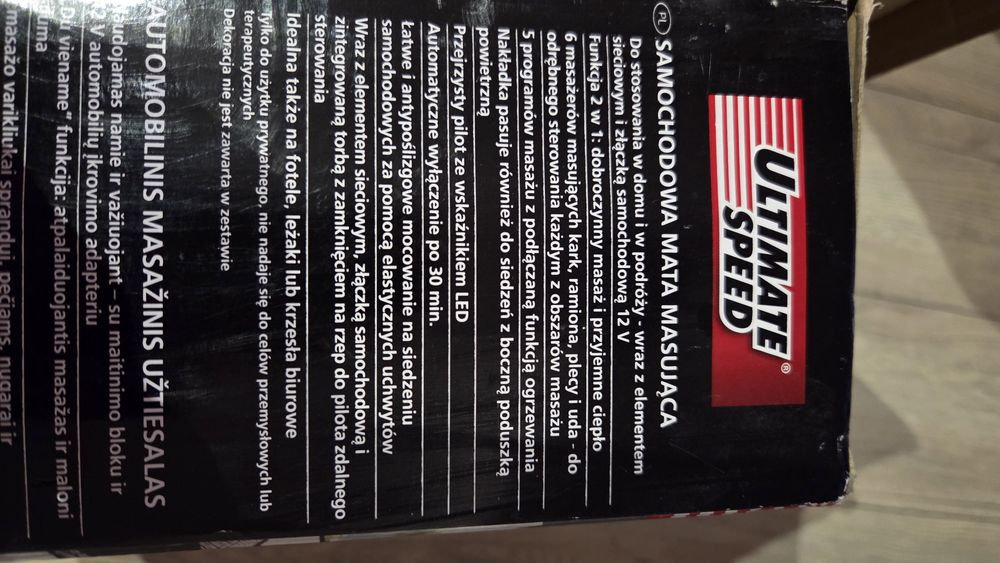 ULTIMATE®
SPEED
PL SAMOCHODOWA MATA MASUJĄCA
Do stosowania w domu i w podróży - wraz z elementem
sieciowym i złączką samochodową 12 V
Funkcja 2 w 1: dobroczynny masaż i przyjemne ciepło
6 masażerów masujących kark, ramiona, plecy i uda - do
odrębnego sterowania każdym z obszarów masażu
5 programów masażu z podłączaną funkcją ogrzewania
Nakładka pasuje również do siedzeń z boczną poduszką
powietrzną
Przejrzysty pilot ze wskaźnikiem LED
Automatyczne wyłączenie po 30 min.
Łatwe i antypoślizgowe mocowanie na siedzeniu
samochodowych za pomocą elastycznych uchwytów
Wraz z elementem sieciowym, złączką samochodową i
zintegrowaną torbą z zamknięciem na rzep do pilota zdalnego
sterowania
Idealna także na fotele, leżaki lub krzesła biurowe
Tylko do użytku prywatnego, nie nadaje się do celów przemysłowych lub
terapeutycznych
Dekoracja nie jest zawarta w zestawie
AUTOMOBILINIS MASAŽINIS UŽTIESALAS
audojamas namie ir važiuojant – su maitinimo bloku ir
2 V automobilių įkrovimo adapteriu
Du viename“ funkcija: atpalaiduojantis masažas ir maloni
uma
masažo varikliukai sprandui, pečiams, nugarai ir